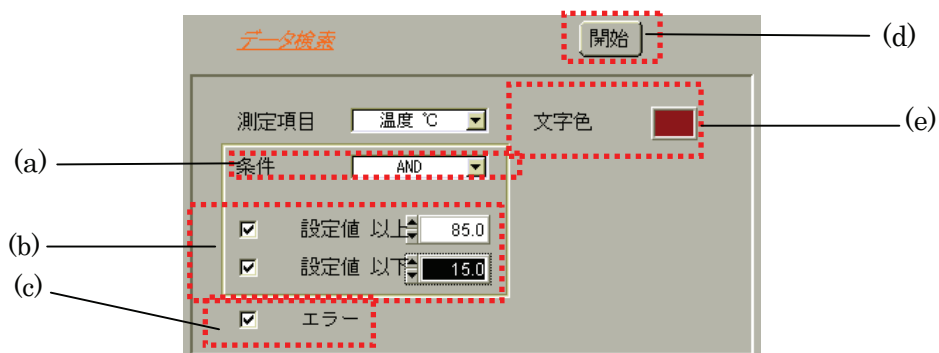 データ検索
開始
(d)
測定項目 温度 ℃ 文字色
(e)
(a)
条件 AND
(b)
設定値 以上 85.0
設定値 以下 15.0
(c)
エラー